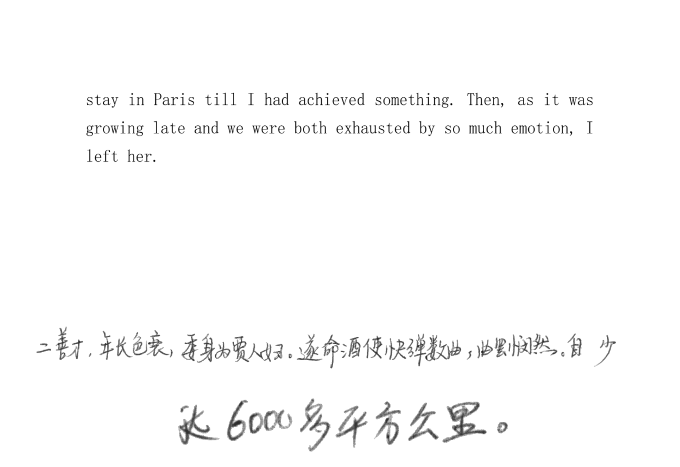 stay in Paris till I had achieved something. Then, as it was
growing late and we were both exhausted by so much emotion, I
left her.
二善才,年长色衰,委身为贾人妇。遂命酒使快弹数曲,曲罢悯然。自 少
达6000多平方公里。